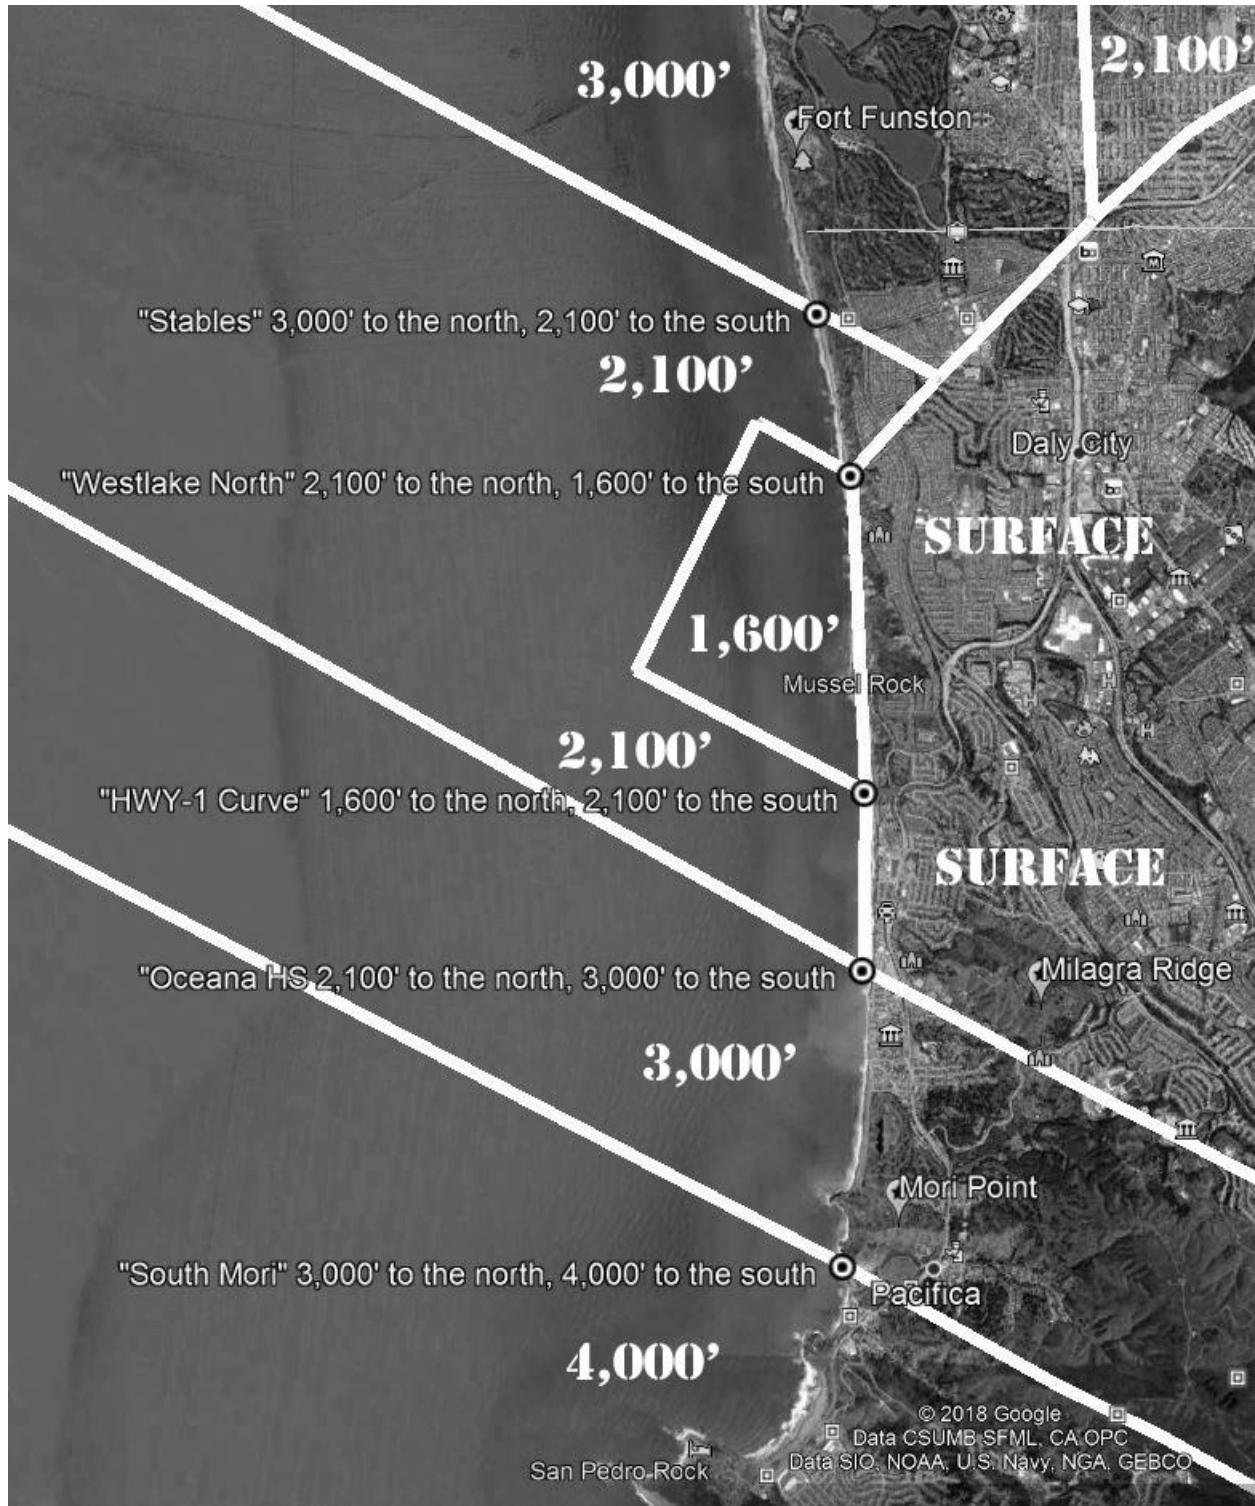 2,100'
3,000'
Fort Funston
"Stables" 3,000' to the north, 2,100' to the south
2,100'
Daly City
"Westlake North" 2,100' to the north, 1,600' to the south
SURFACE
1,600'
Mussel Rock
2,100'
"HWY-1 Curve" 1,600' to the north, 2,100' to the south
SURFACE
"Oceana HS 2,100' to the north, 3,000' to the south
Milagra Ridge
3,000'
Mori Point
"South Mori" 3,000' to the north, 4,000' to the south
Pacifica
4,000'
© 2018 Google
Data CSUMB SFML, CA OPC
Data SIO, NOAA, U.S. Navy, NGA, GEBCO
San Pedro Rock